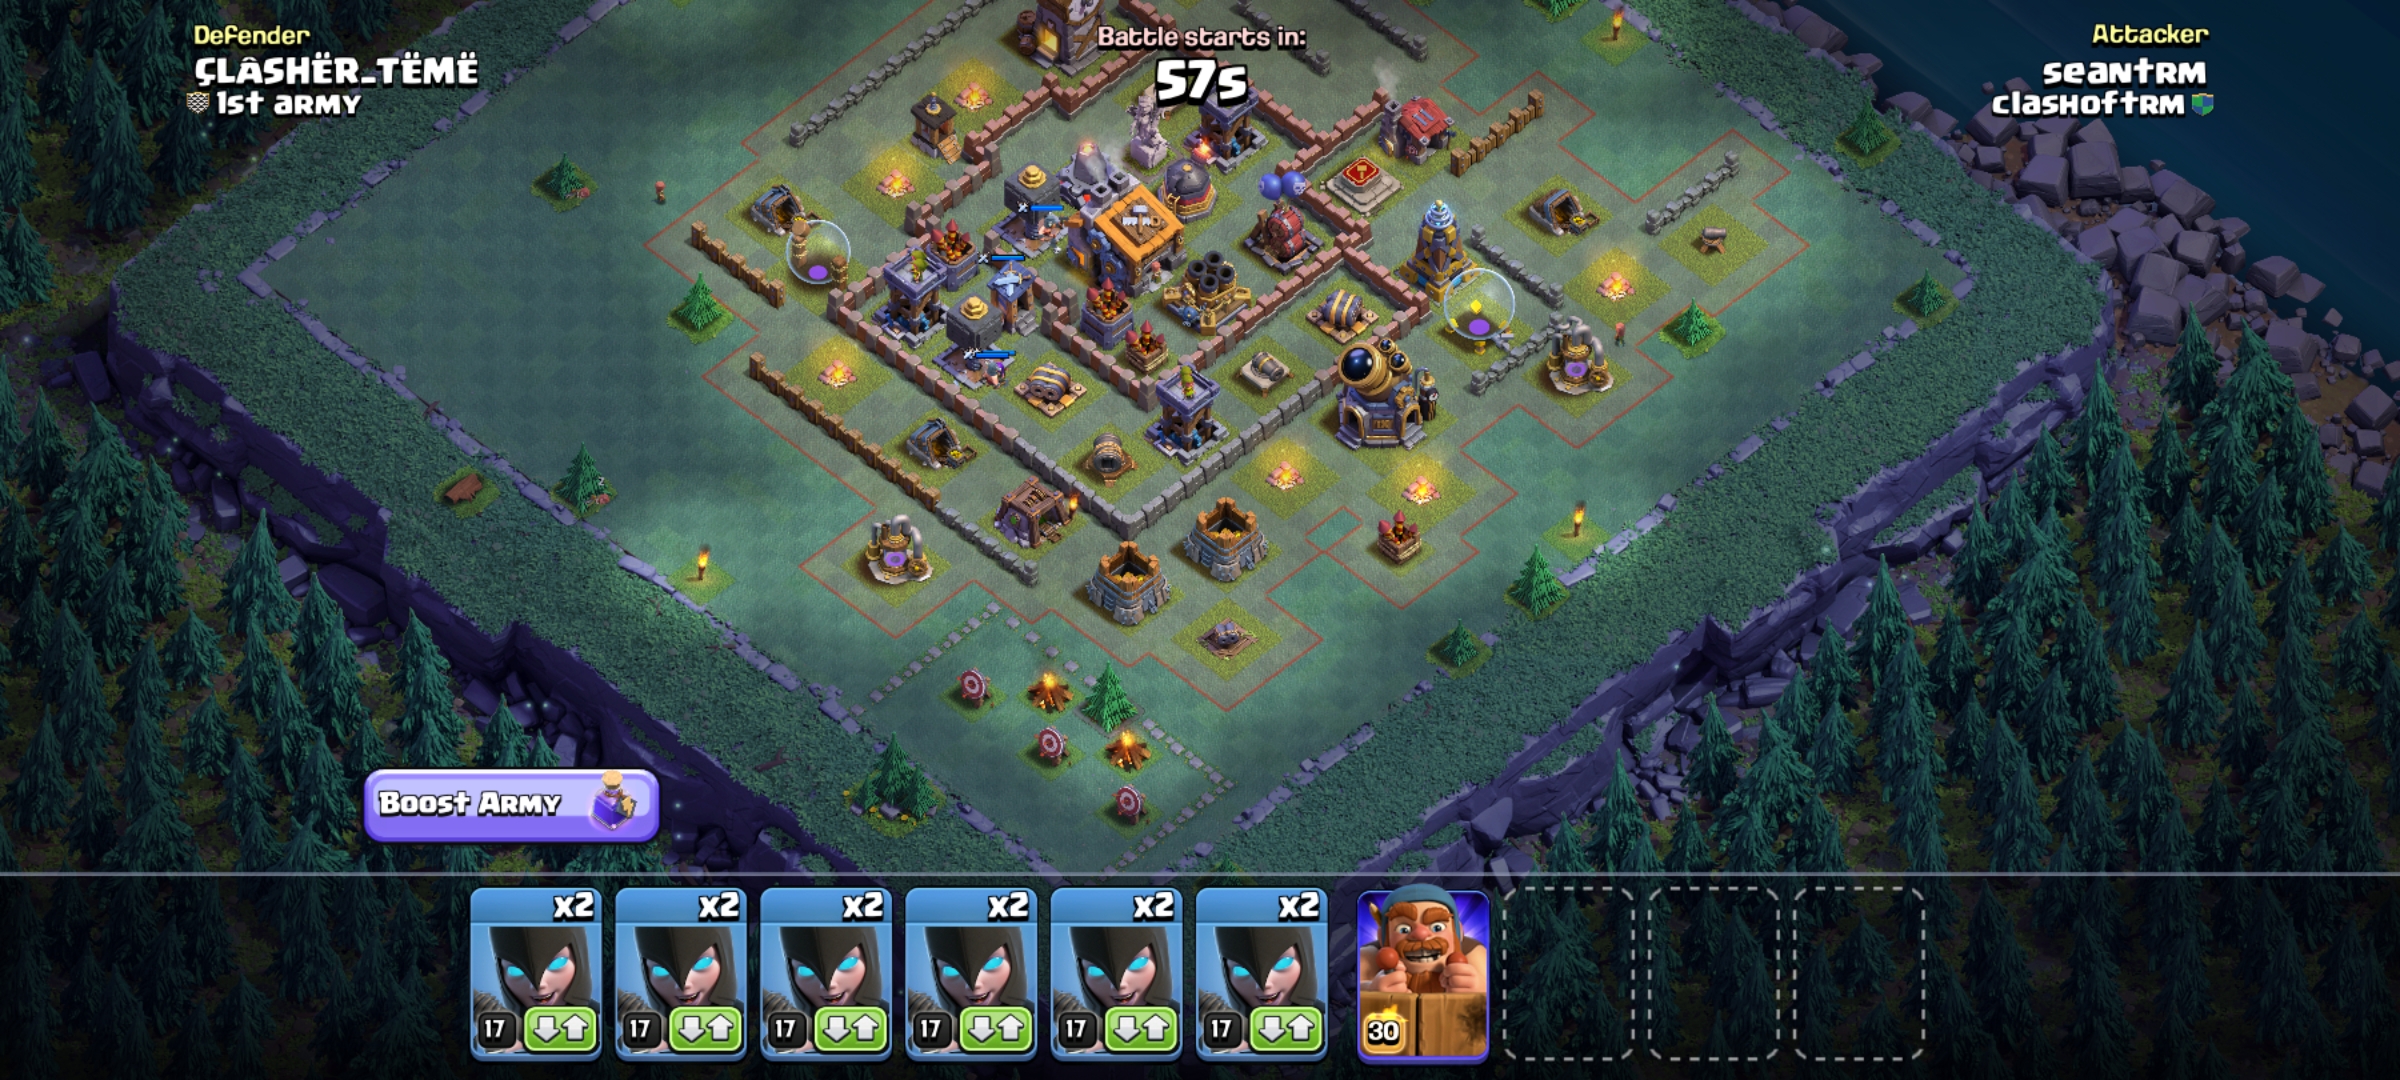 Defender
ÇLÂSHËR_TËMË
1st ARMY
Battle starts in:
57s
Attacker
seantrm
clashoftrm
Boost Army
x2
x2
x2
x2
x2
x2
17
17
17
17
17
17
30